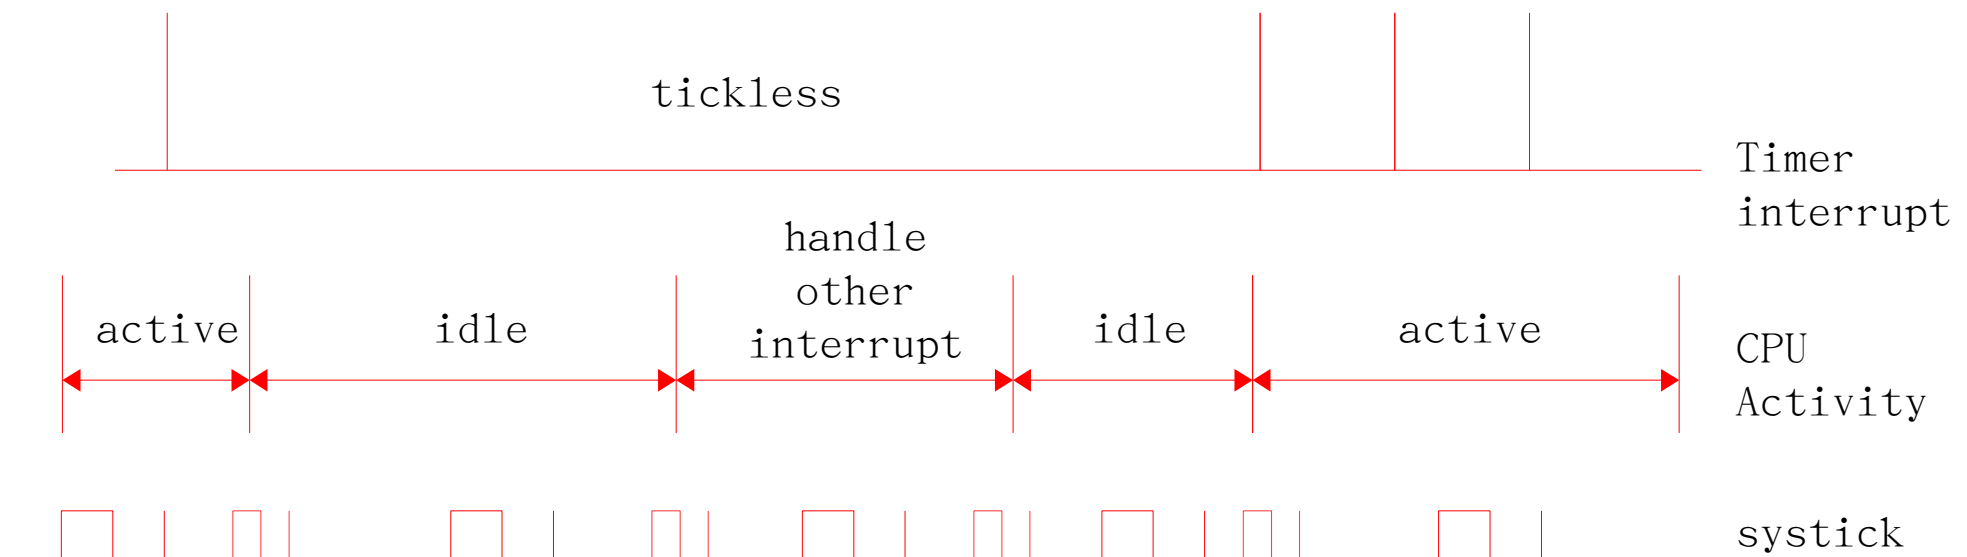 tickless
Timer
interrupt
handle
other
interrupt
active
idle
idle
active
CPU
Activity
systick